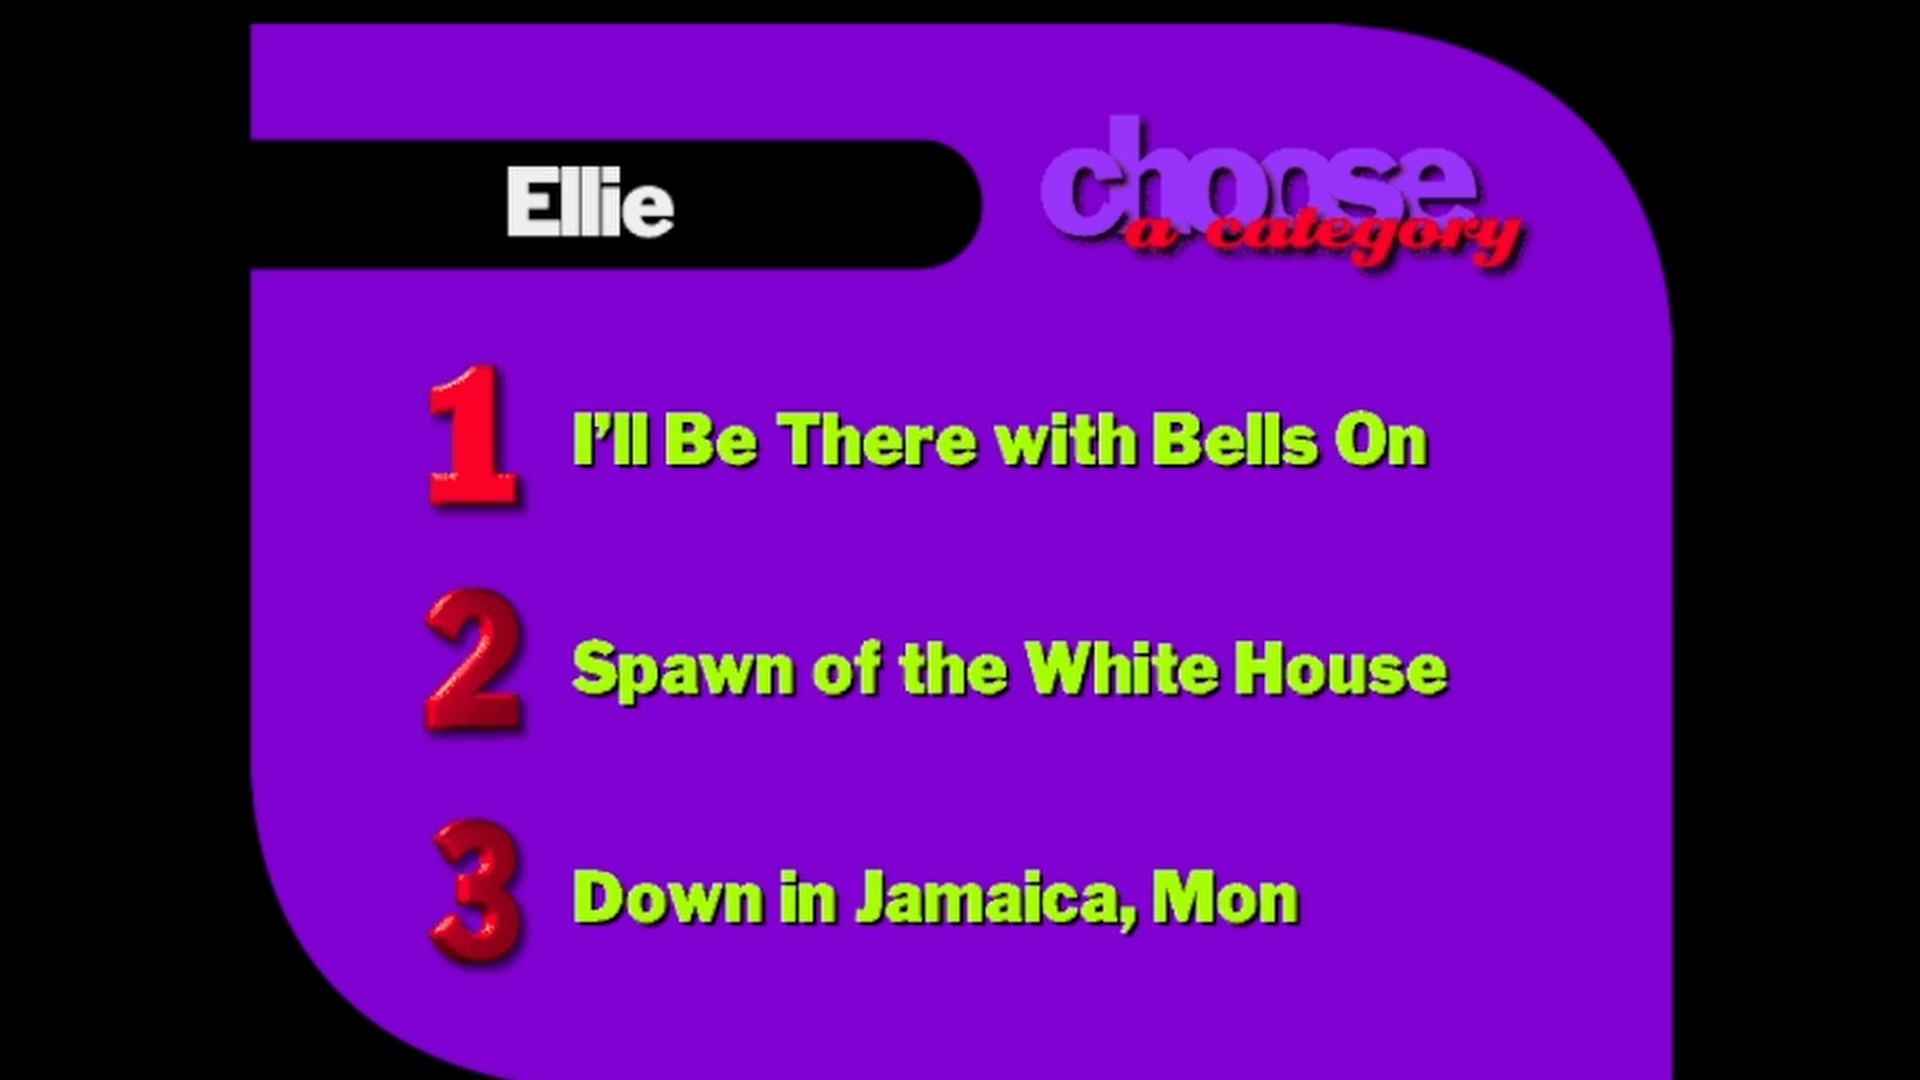 Ellie
choose
a category
1 I'll Be There with Bells On
2 Spawn of the White House
3 Down in Jamaica, Mon